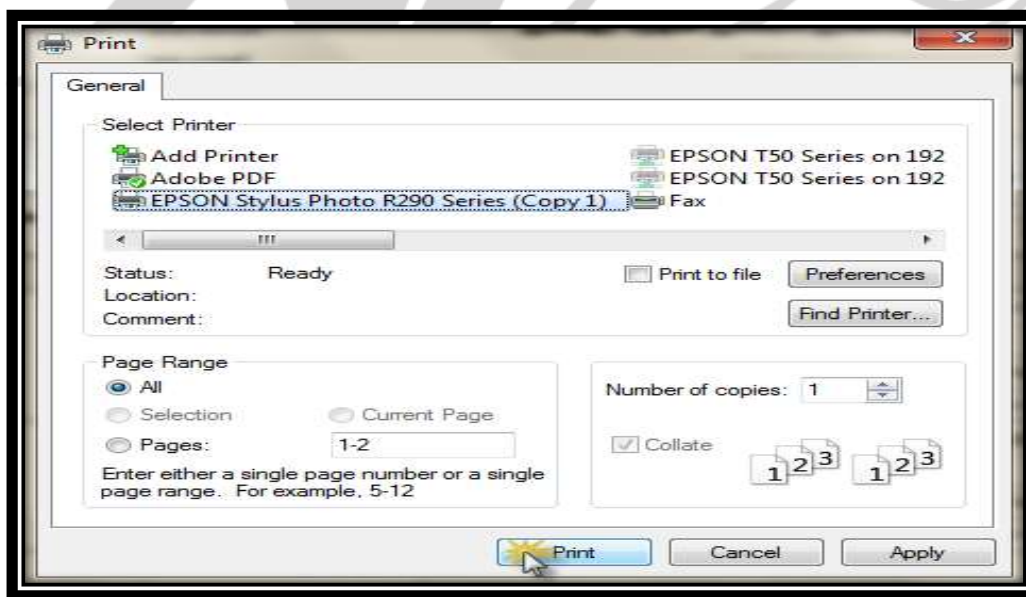 Print
General
Select Printer
Add Printer
EPSON T50 Series on 192
Adobe PDF
EPSON T50 Series on 192
EPSON Stylus Photo R290 Series (Copy 1)
Fax
Status: Ready
Print to file
Preferences
Location:
Comment:
Find Printer...
Page Range
All
Number of copies: 1
Selection
Current Page
Pages: 1-2
Collate
1 2 3 1 2 3
Enter either a single page number or a single
page range. For example, 5-12
Print
Cancel
Apply